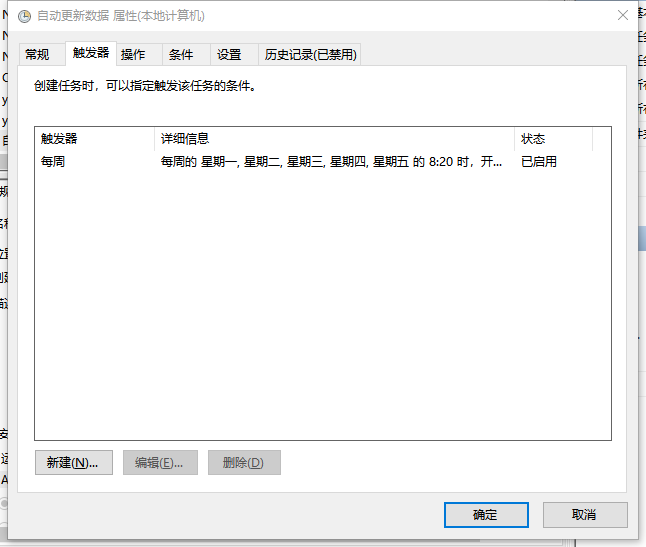 自动更新数据 属性(本地计算机)
常规 触发器 操作 条件 设置 历史记录(已禁用)
创建任务时，可以指定触发该任务的条件。
触发器 详细信息 状态
每周 每周的 星期一, 星期二, 星期三, 星期四, 星期五 的 8:20 时，开... 已启用
新建(N)... 编辑(E)... 删除(D)
确定 取消